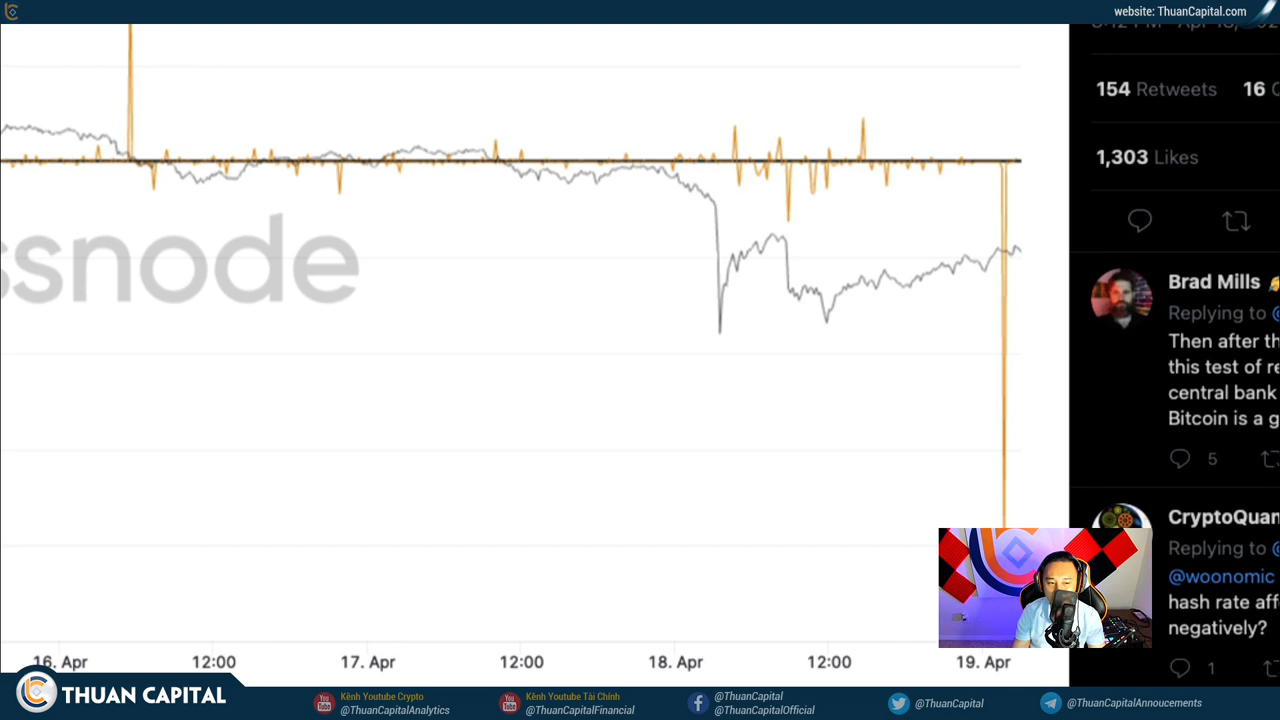 website: ThuanCapital.com
154 Retweets 16
1,303 Likes
ssnode
Brad Mills
Replying to
Then after th
this test of re
central bank
Bitcoin is a g
5
CryptoQuan
Replying to
@woonomic
hash rate aff
negatively?
1
16. Apr 12:00 17. Apr 12:00 18. Apr 12:00 19. Apr
THUAN CAPITAL
Kênh Youtube Crypto
@ThuanCapitalAnalytics
Kênh Youtube Tài Chính
@ThuanCapitalFinancial
@ThuanCapital
@ThuanCapitalOfficial
@ThuanCapital
@ThuanCapitalAnnoucements